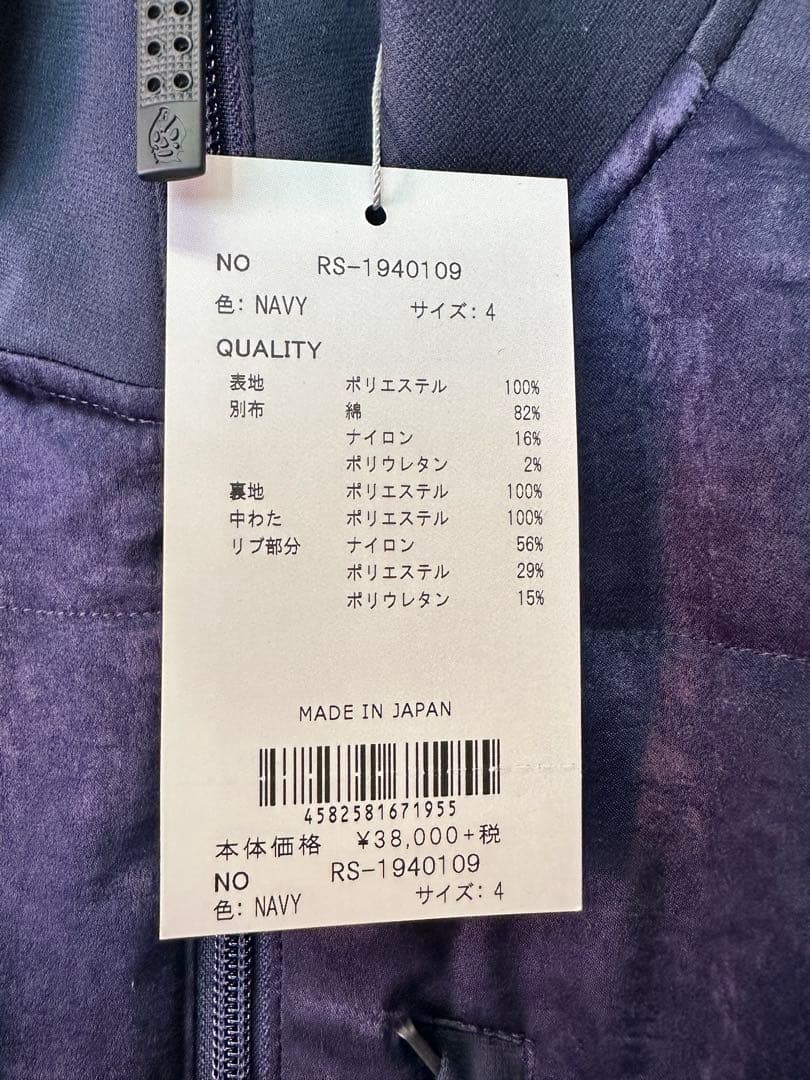 NO RS-1940109
色: NAVY サイズ: 4
QUALITY
表地 ポリエステル 100%
別布 綿 82%
ナイロン 16%
ポリウレタン 2%
裏地 ポリエステル 100%
中わた ポリエステル 100%
リブ部分 ナイロン 56%
ポリエステル 29%
ポリウレタン 15%
MADE IN JAPAN
4582581671955
本体価格 ¥38,000+税
NO RS-1940109
色: NAVY サイズ: 4